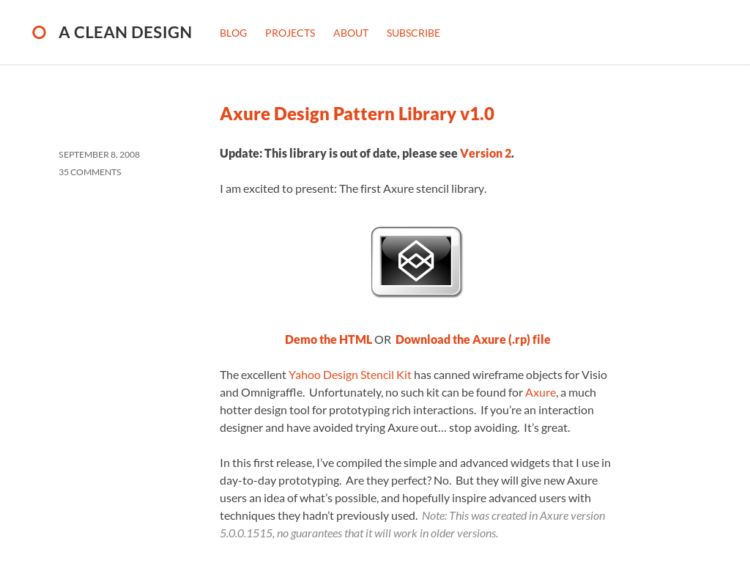 A CLEAN DESIGN
BLOG PROJECTS ABOUT SUBSCRIBE
Axure Design Pattern Library v1.0
SEPTEMBER 8, 2008
35 COMMENTS
Update: This library is out of date, please see Version 2.
I am excited to present: The first Axure stencil library.
Demo the HTML OR Download the Axure (.rp) file
The excellent Yahoo Design Stencil Kit has canned wireframe objects for Visio
and Omnigraffle. Unfortunately, no such kit can be found for Axure, a much
hotter design tool for prototyping rich interactions. If you’re an interaction
designer and have avoided trying Axure out… stop avoiding. It’s great.
In this first release, I’ve compiled the simple and advanced widgets that I use in
day-to-day prototyping. Are they perfect? No. But they will give new Axure
users an idea of what’s possible, and hopefully inspire advanced users with
techniques they hadn’t previously used. Note: This was created in Axure version
5.0.0.1515, no guarantees that it will work in older versions.